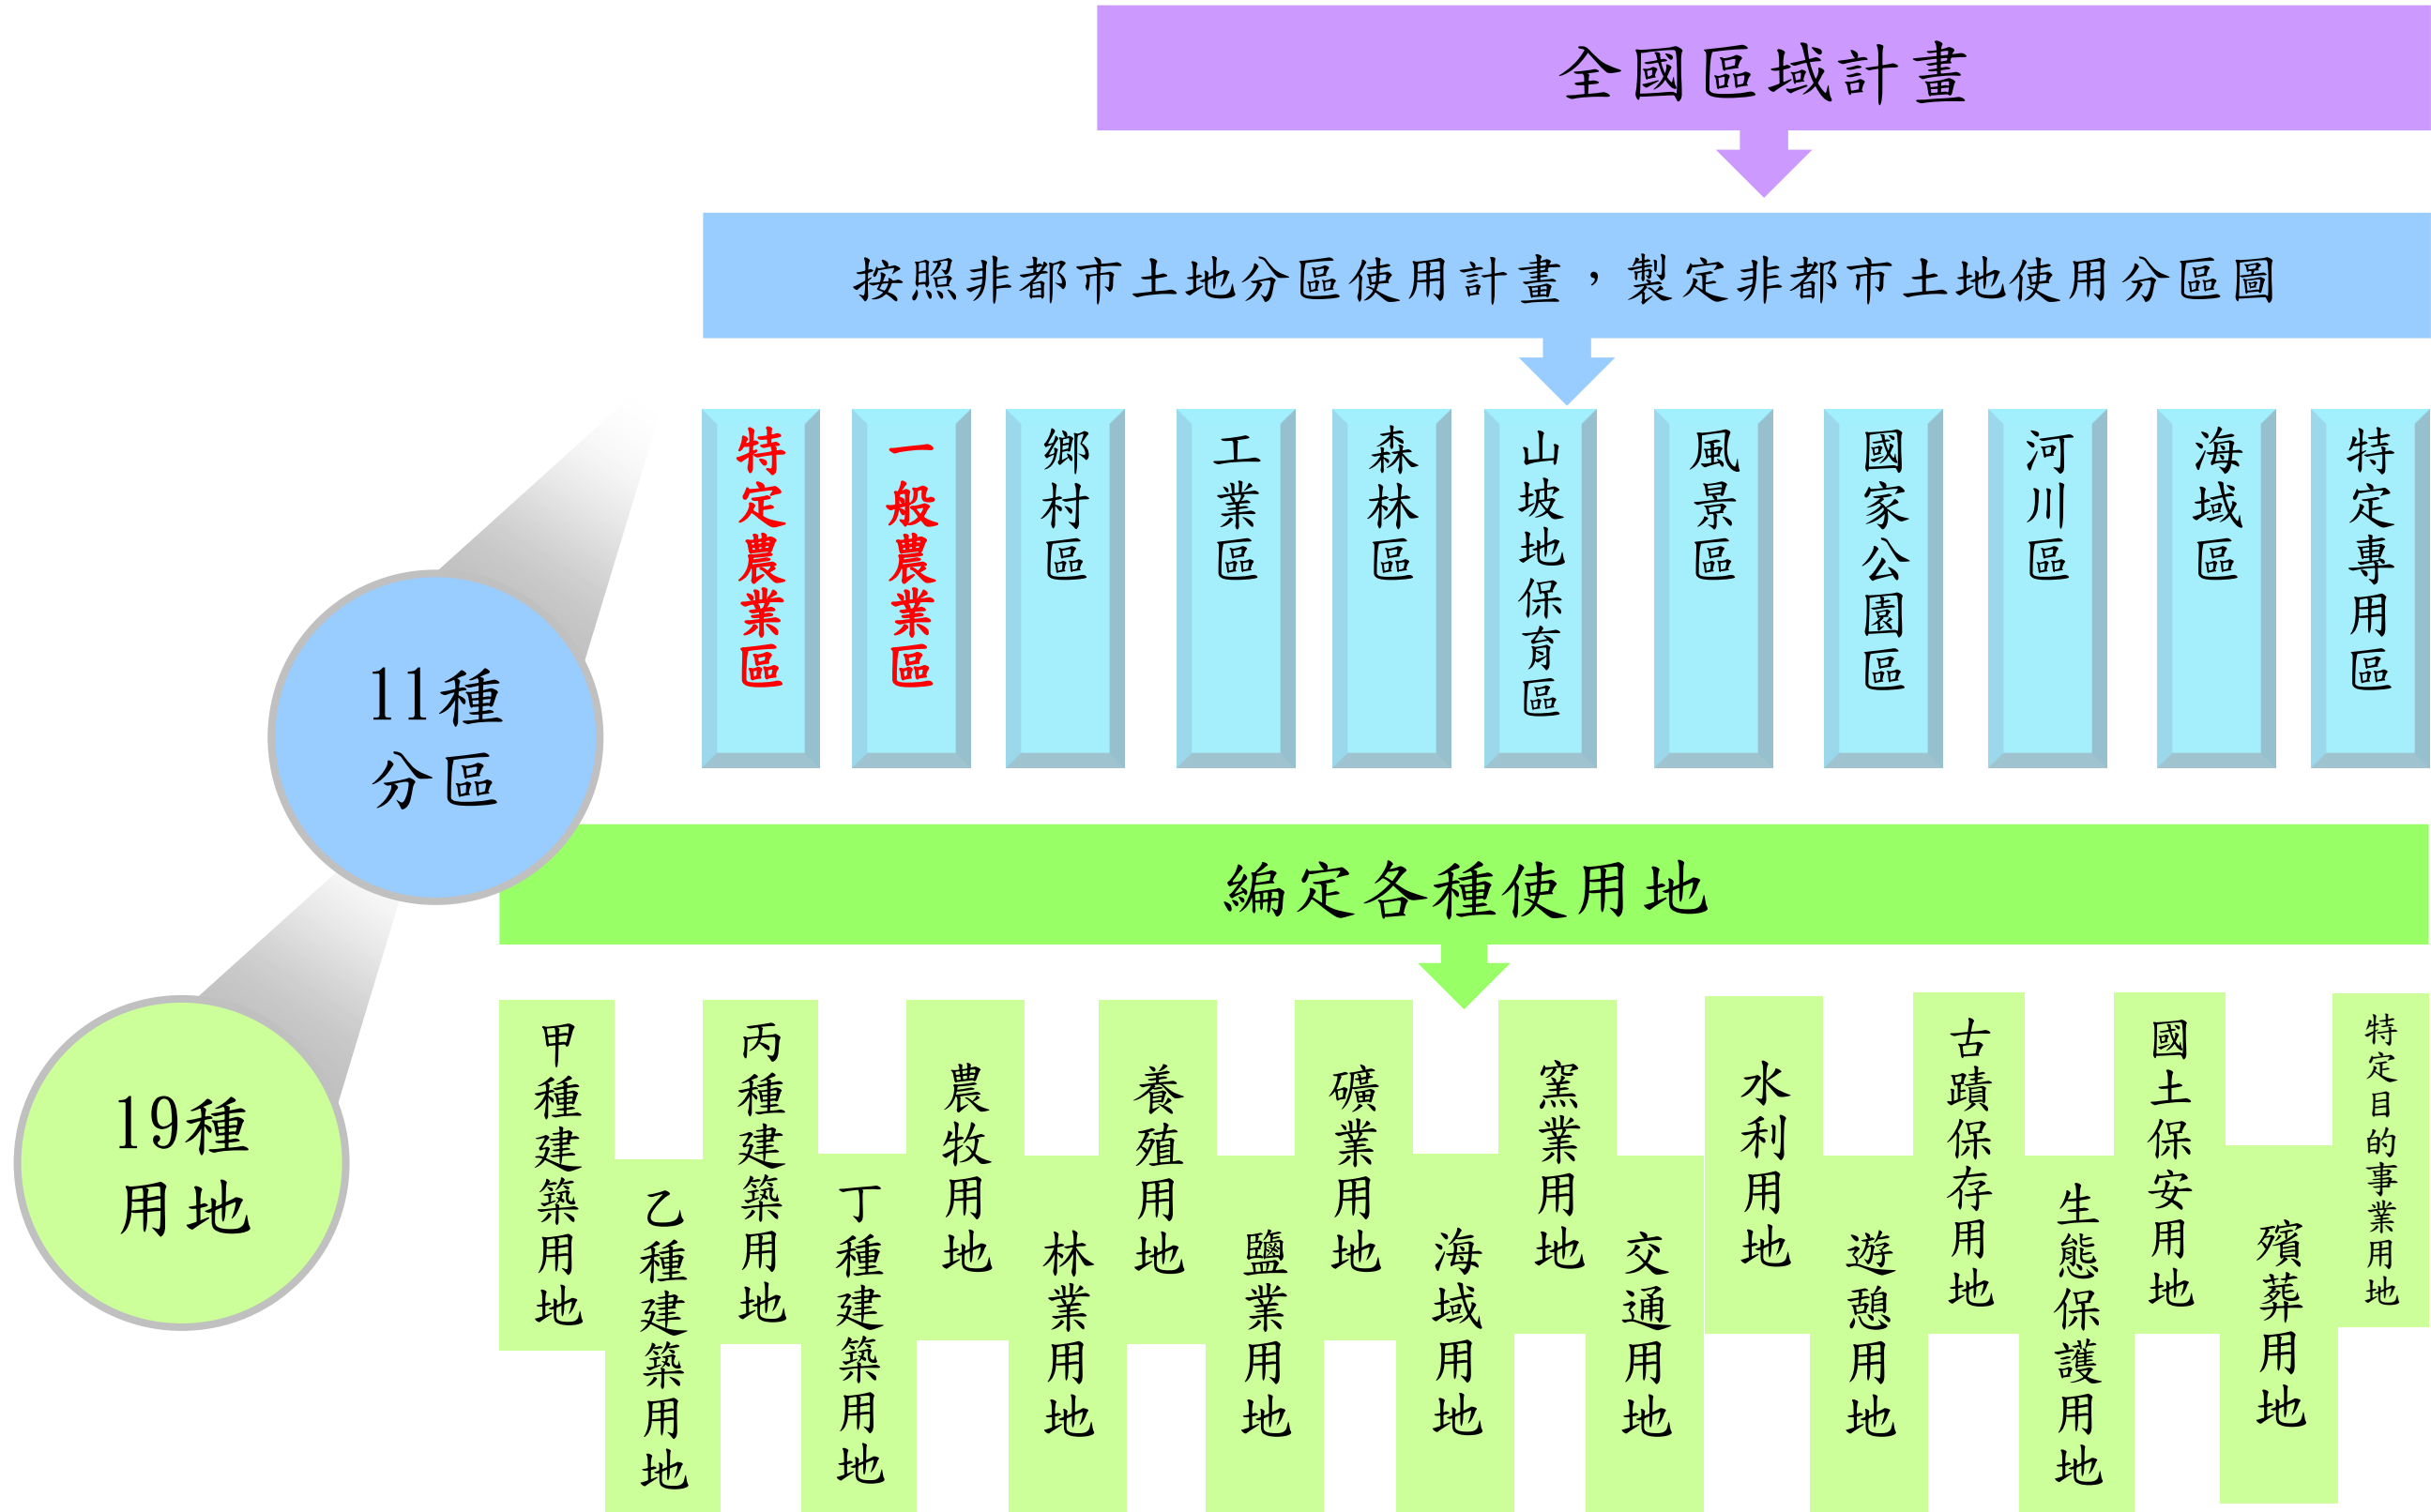 全國區域計畫
按照非都市土地分區使用計畫，製定非都市土地使用分區圖
11種
分區
特定農業區
一般農業區
鄉村區
工業區
森林區
山坡地保育區
風景區
國家公園區
河川區
海域區
特定專用區
編定各種使用地
19種
用地
甲種建築用地
乙種建築用地
丙種建築用地
丁種建築用地
農牧用地
林業用地
養殖用地
鹽業用地
礦業用地
海域用地
窯業用地
交通用地
水利用地
遊憩用地
古蹟保存用地
生態保護用地
國土保安用地
殯葬用地
特定目的事業用地